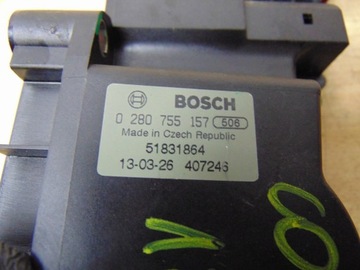 BOSCH
0 280 755 157 506
Made in Czech Republic
51831864
13-03-26 407246